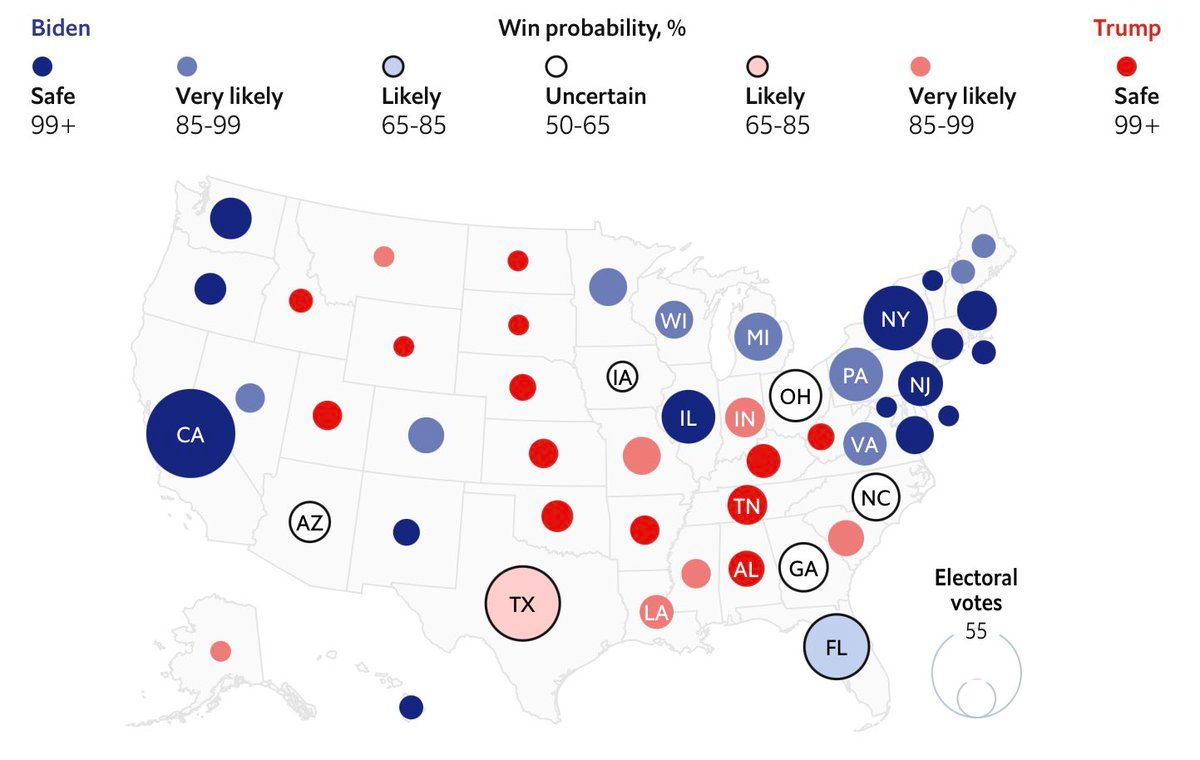 Biden
Win probability, %
Trump
Safe
Very likely
Likely
Uncertain
Likely
Very likely
Safe
99+
85-99
65-85
50-65
65-85
85-99
99+
WI
MI
NY
IA
OH
PA
NJ
CA
IL
IN
VA
AZ
TN
NC
TX
LA
AL
GA
FL
Electoral
votes
55